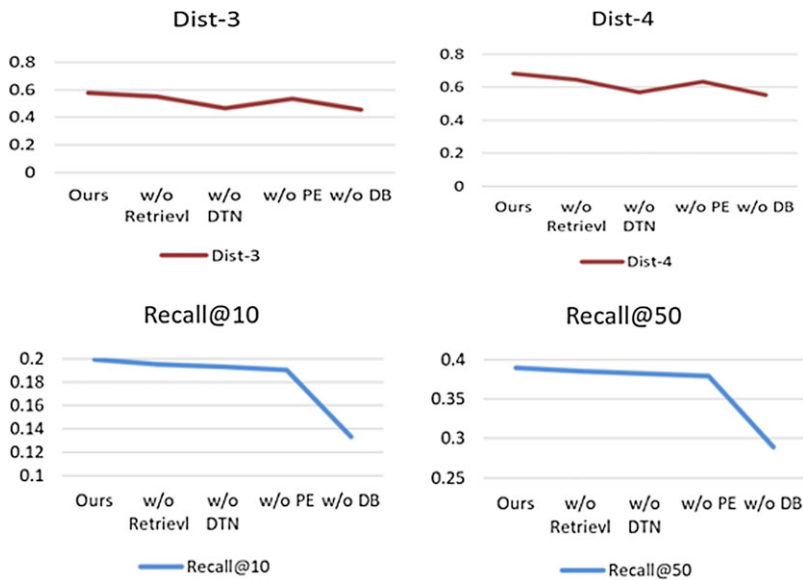 Dist-3
0.8
0.6
0.4
0.2
0
Ours w/o w/o w/o PE w/o DB
Retrievl DTN
Dist-3
Dist-4
0.8
0.6
0.4
0.2
0
Ours w/o w/o w/o PE w/o DB
Retrievl DTN
Dist-4
Recall@10
0.2
0.18
0.16
0.14
0.12
0.1
Ours w/o w/o w/o PE w/o DB
Retrievl DTN
Recall@10
Recall@50
0.4
0.35
0.3
0.25
Ours w/o w/o w/o PE w/o DB
Retrievl DTN
Recall@50